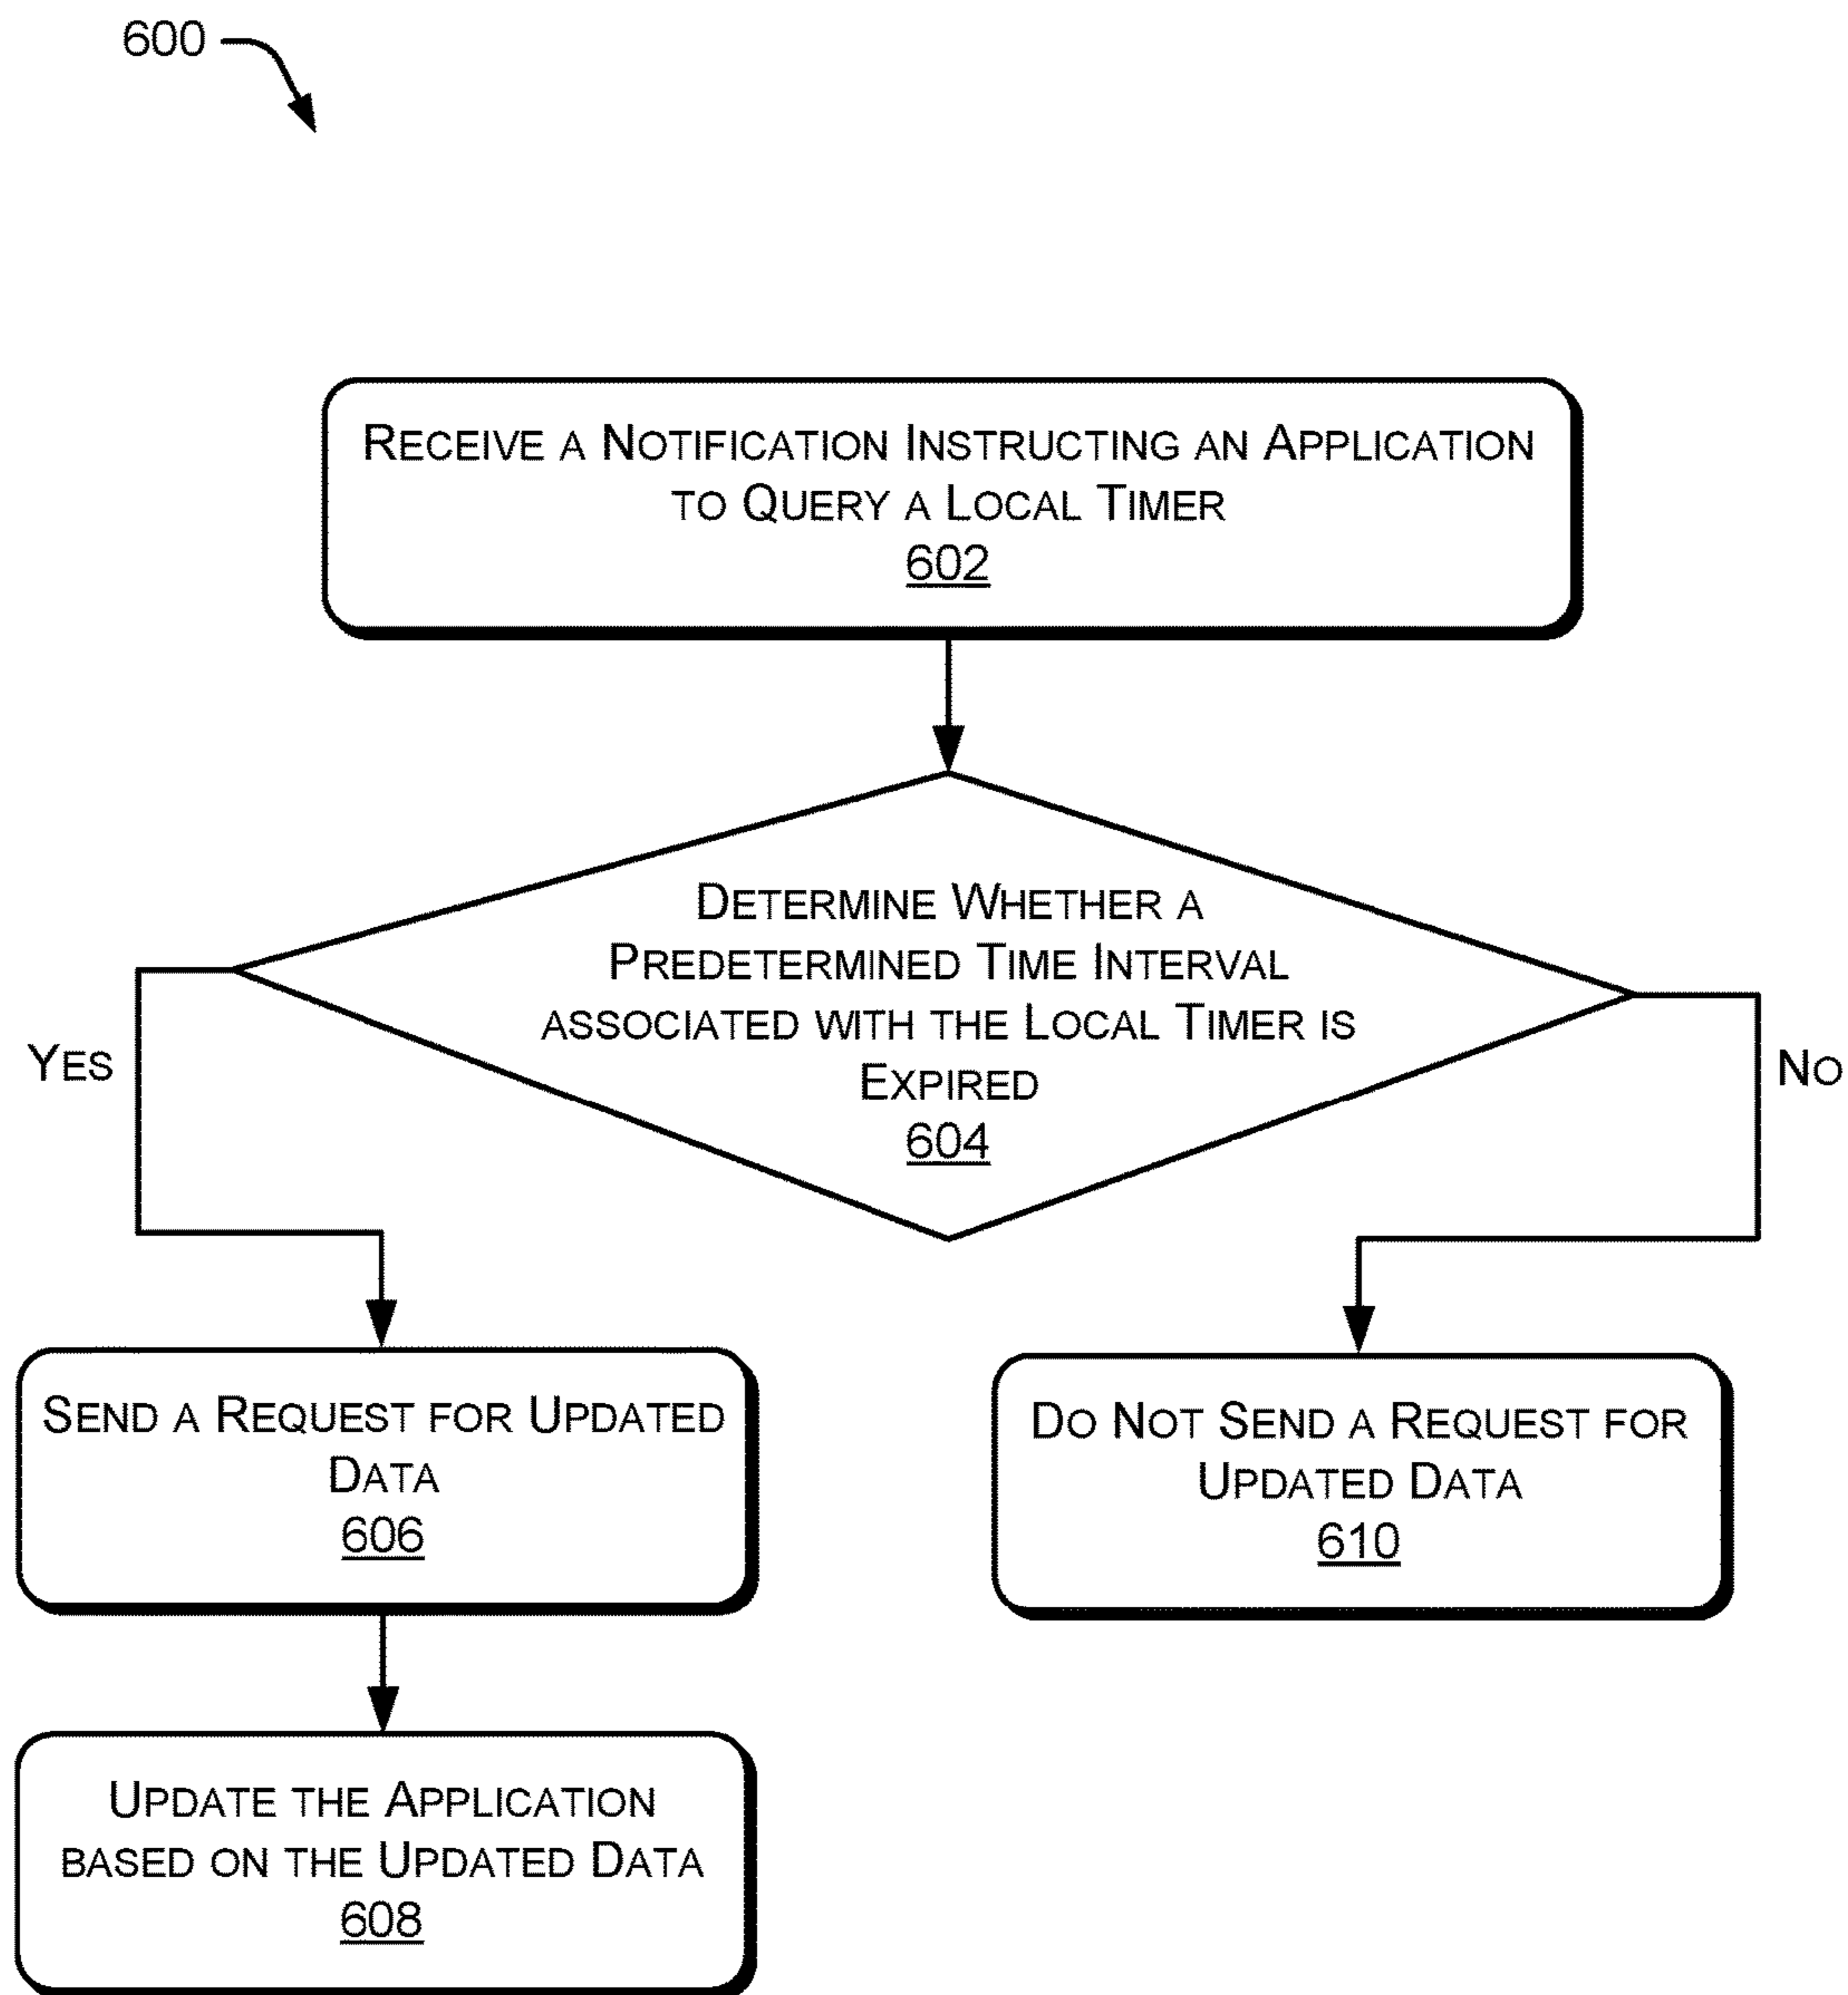 600
RECEIVE A NOTIFICATION INSTRUCTING AN APPLICATION
TO QUERY A LOCAL TIMER
602
DETERMINE WHETHER A
PREDETERMINED TIME INTERVAL
ASSOCIATED WITH THE LOCAL TIMER IS
EXPIRED
604
YES
NO
SEND A REQUEST FOR UPDATED
DATA
606
DO NOT SEND A REQUEST FOR
UPDATED DATA
610
UPDATE THE APPLICATION
BASED ON THE UPDATED DATA
608